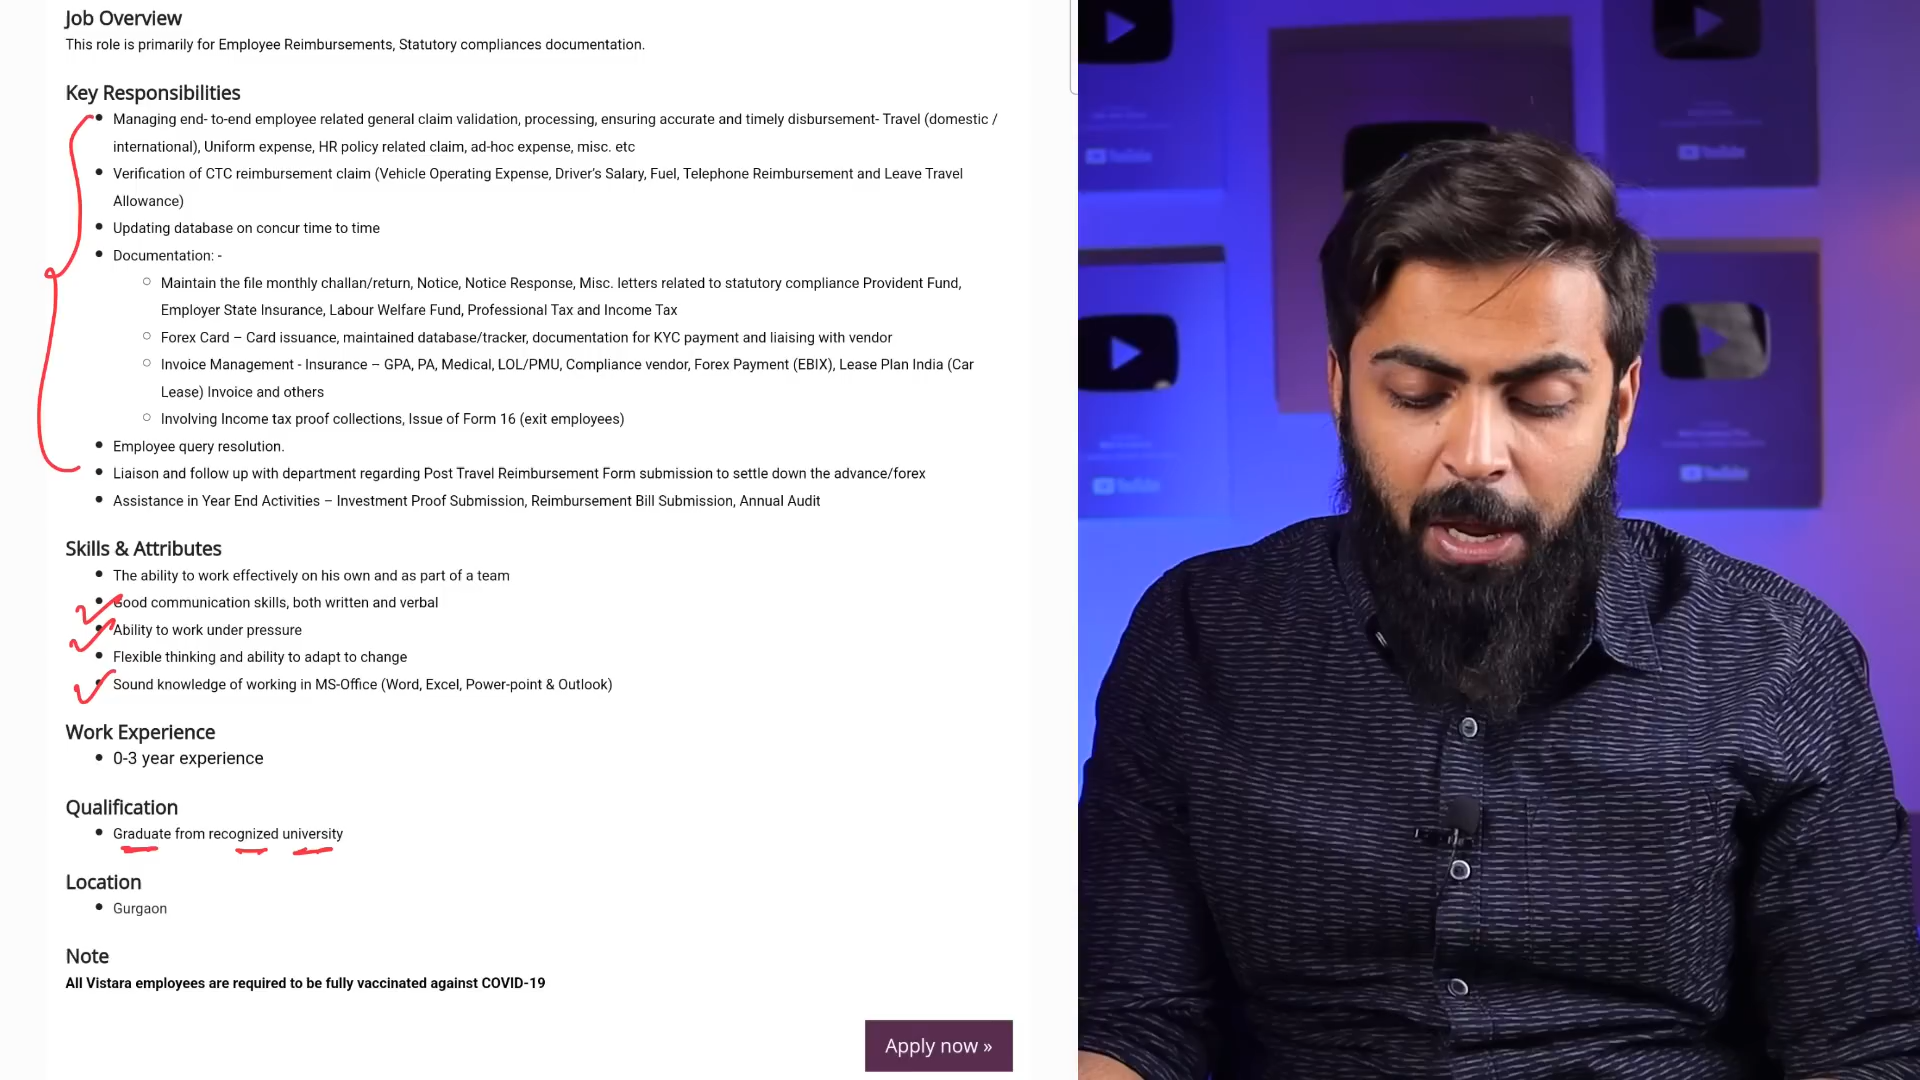 Job Overview
This role is primarily for Employee Reimbursements, Statutory compliances documentation.
Key Responsibilities
Managing end- to-end employee related general claim validation, processing, ensuring accurate and timely disbursement- Travel (domestic /
international), Uniform expense, HR policy related claim, ad-hoc expense, misc. etc
Verification of CTC reimbursement claim (Vehicle Operating Expense, Driver’s Salary, Fuel, Telephone Reimbursement and Leave Travel
Allowance)
Updating database on concur time to time
Documentation: -
Maintain the file monthly challan/return, Notice, Notice Response, Misc. letters related to statutory compliance Provident Fund,
Employer State Insurance, Labour Welfare Fund, Professional Tax and Income Tax
Forex Card – Card issuance, maintained database/tracker, documentation for KYC payment and liaising with vendor
Invoice Management - Insurance – GPA, PA, Medical, LOL/PMU, Compliance vendor, Forex Payment (EBIX), Lease Plan India (Car
Lease) Invoice and others
Involving Income tax proof collections, Issue of Form 16 (exit employees)
Employee query resolution.
Liaison and follow up with department regarding Post Travel Reimbursement Form submission to settle down the advance/forex
Assistance in Year End Activities – Investment Proof Submission, Reimbursement Bill Submission, Annual Audit
Skills & Attributes
The ability to work effectively on his own and as part of a team
Good communication skills, both written and verbal
Ability to work under pressure
Flexible thinking and ability to adapt to change
Sound knowledge of working in MS-Office (Word, Excel, Power-point & Outlook)
Work Experience
0-3 year experience
Qualification
Graduate from recognized university
Location
Gurgaon
Note
All Vistara employees are required to be fully vaccinated against COVID-19
Apply now »
YouTube
YouTube
YouTube
YouTube